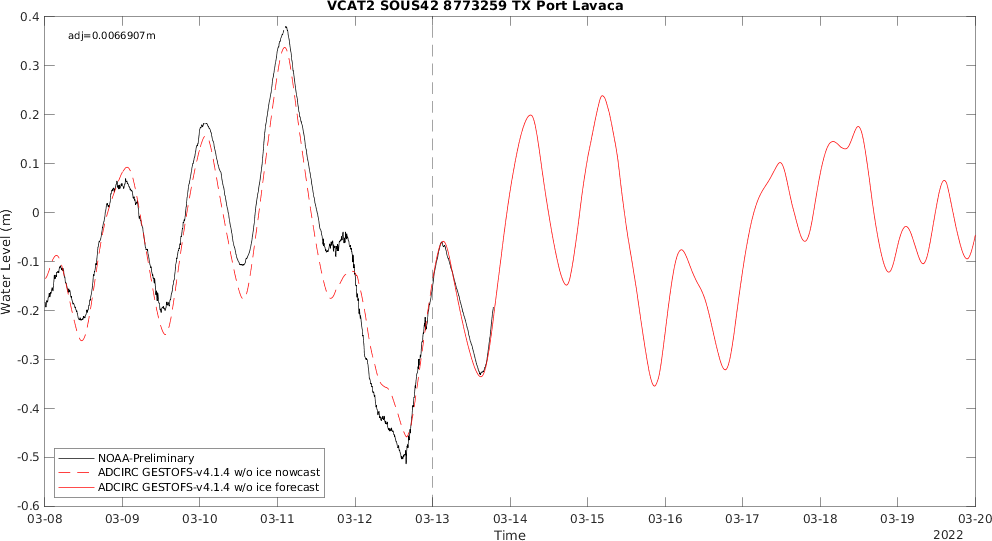 VCAT2 SOUS42 8773259 TX Port Lavaca
adj=0.0066907m
0.4
0.3
0.2
0.1
0
-0.1
-0.2
-0.3
-0.4
-0.5
-0.6
Water Level (m)
NOAA-Preliminary
ADCIRC GESTOFS-v4.1.4 w/o ice nowcast
ADCIRC GESTOFS-v4.1.4 w/o ice forecast
03-08 03-09 03-10 03-11 03-12 03-13 03-14 03-15 03-16 03-17 03-18 03-19 03-20
Time
2022